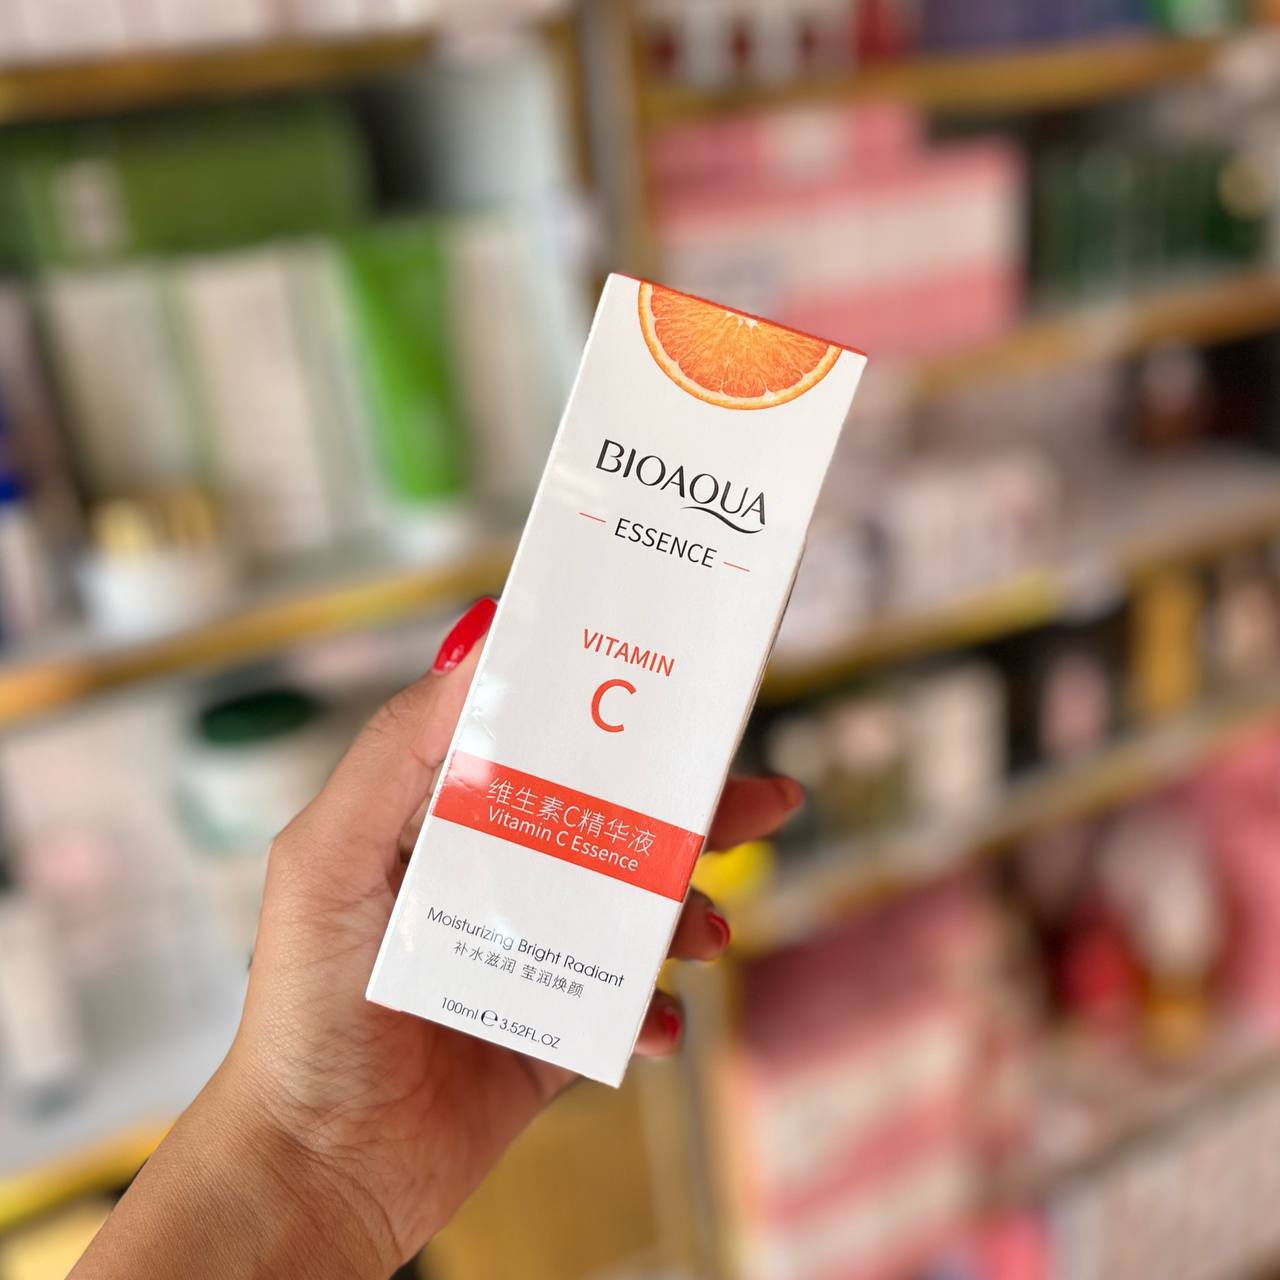 BIOAQUA
ESSENCE
VITAMIN
C
维生素C精华液
Vitamin C Essence
Moisturizing Bright Radiant
补水滋润 莹润焕颜
100ml ℮ 3.52FL.OZ